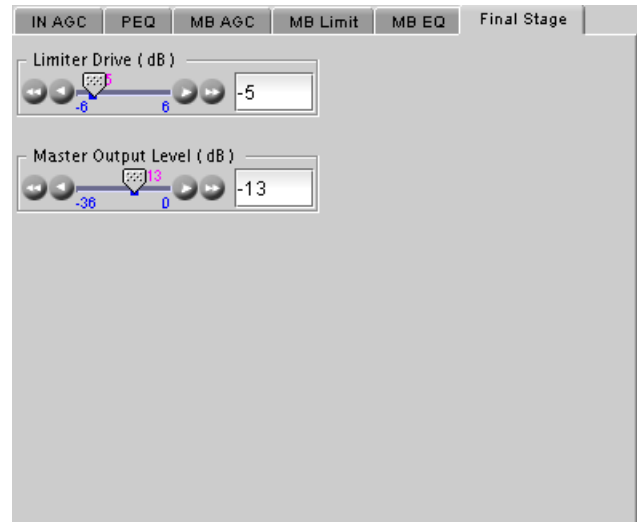 IN AGC PEQ MB AGC MB Limit MB EQ Final Stage
Limiter Drive ( dB )
5
-6 6
-5
Master Output Level ( dB )
13
-36 0
-13